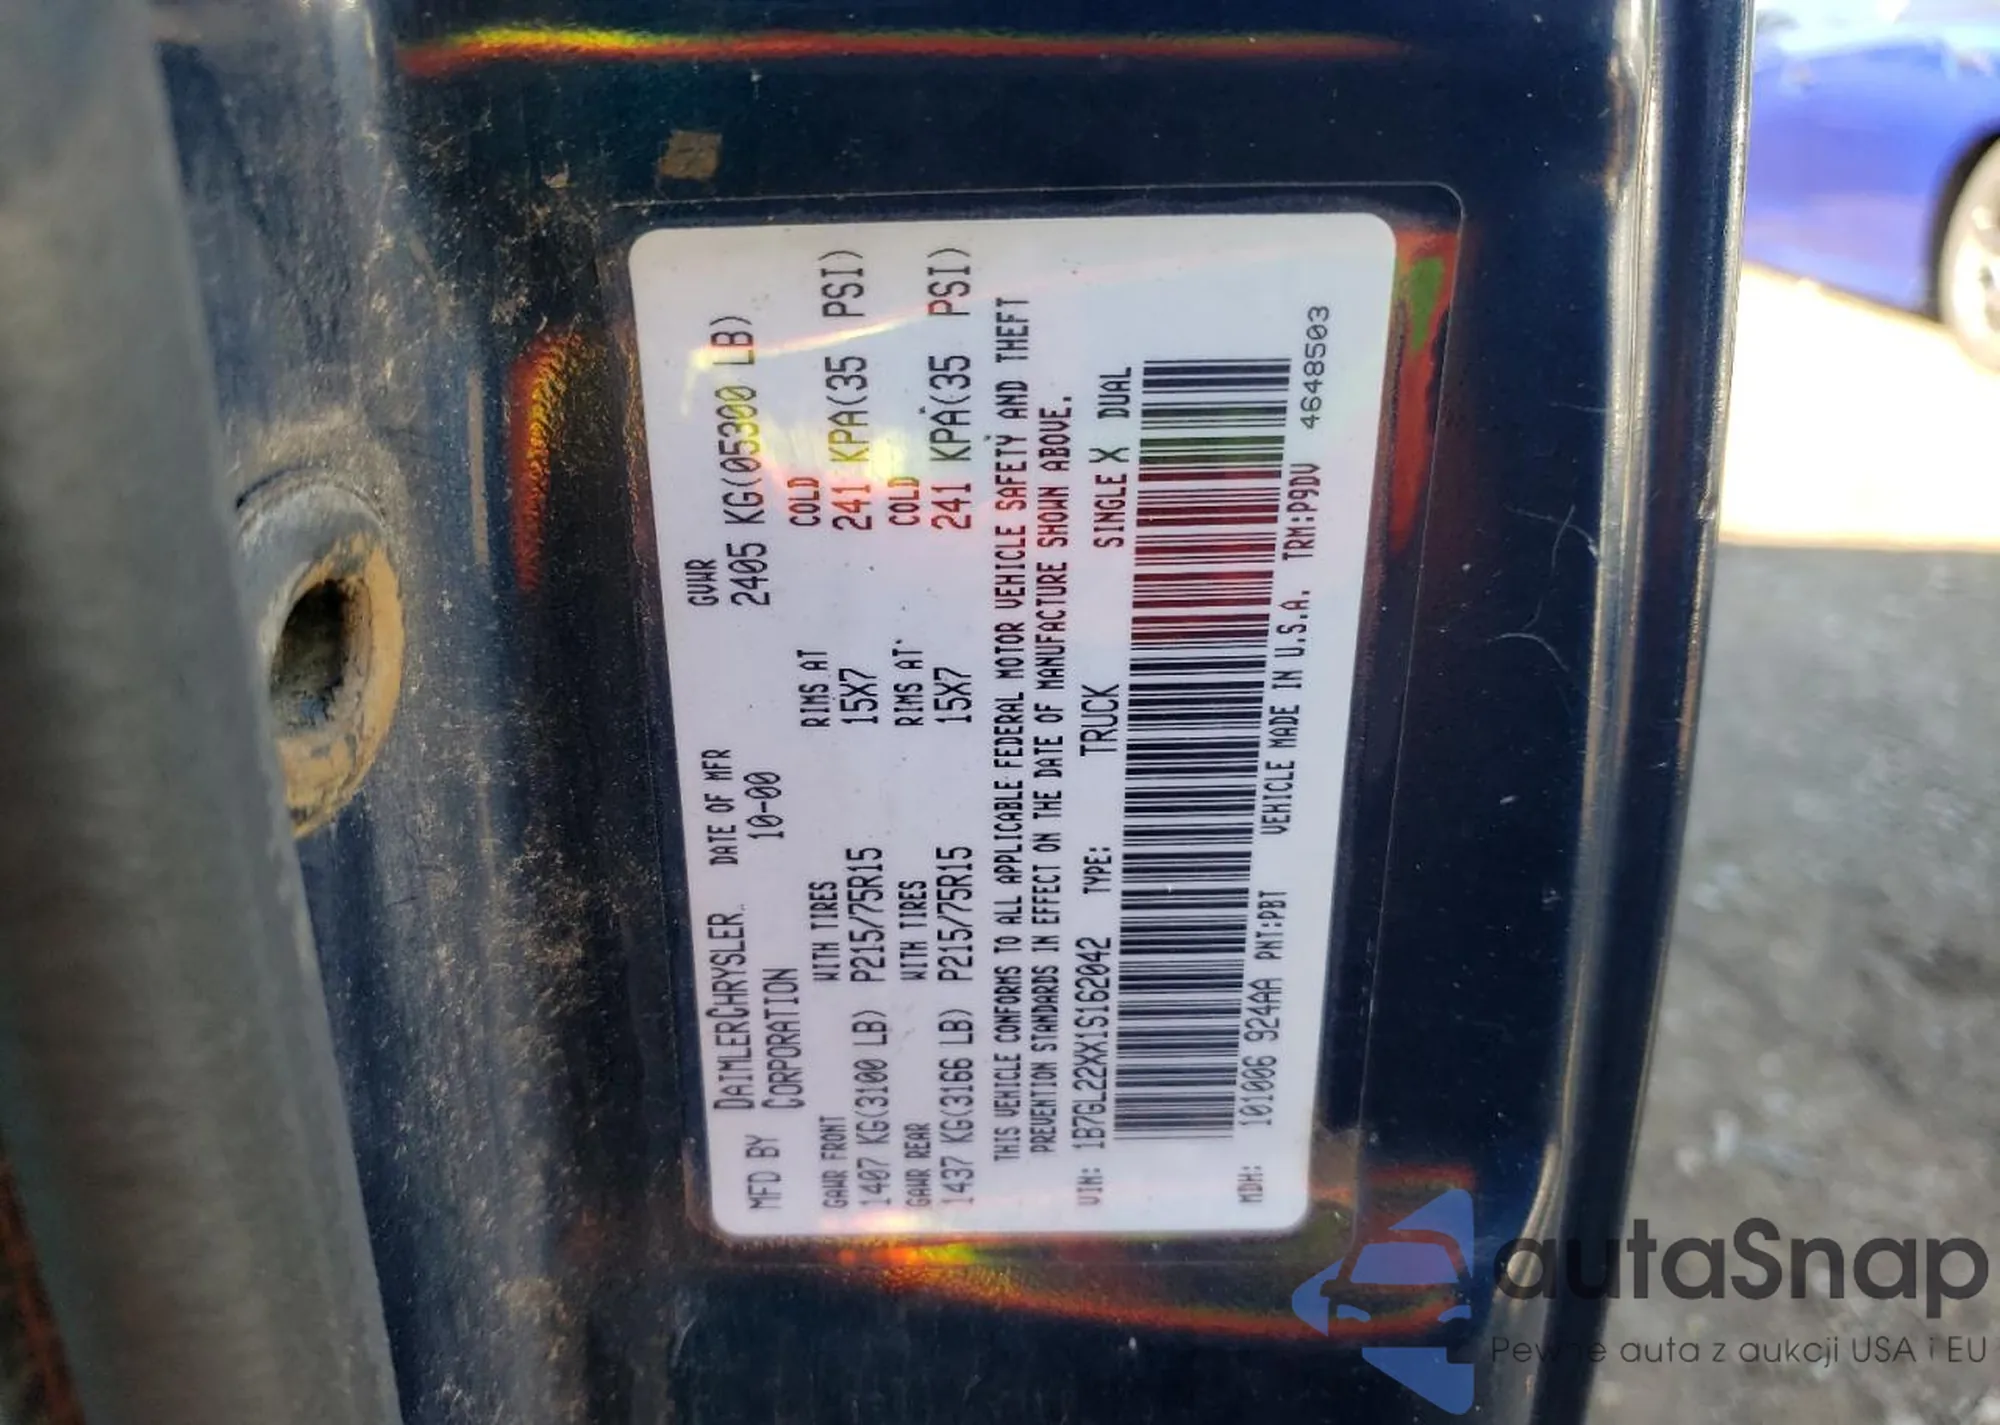 MFD BY DAIMLERCHRYSLER DATE OF MFR GVWR
CORPORATION 10-00 2405 KG(05300 LB)
GAWR FRONT WITH TIRES RIMS AT COLD
1407 KG(3100 LB) P215/75R15 15X7 241 KPA(35 PSI)
GAWR REAR WITH TIRES RIMS AT COLD
1437 KG(3166 LB) P215/75R15 15X7 241 KPA(35 PSI)
THIS VEHICLE CONFORMS TO ALL APPLICABLE FEDERAL MOTOR VEHICLE SAFETY AND THEFT
PREVENTION STANDARDS IN EFFECT ON THE DATE OF MANUFACTURE SHOWN ABOVE.
VIN: 1B7GL22XX1S162042 TYPE: TRUCK SINGLE X DUAL
MDH: 101006 924AA PNT:PBT VEHICLE MADE IN U.S.A. TRM:P9DV 4648503
autaSnap
Pewne auta z aukcji USA i EU